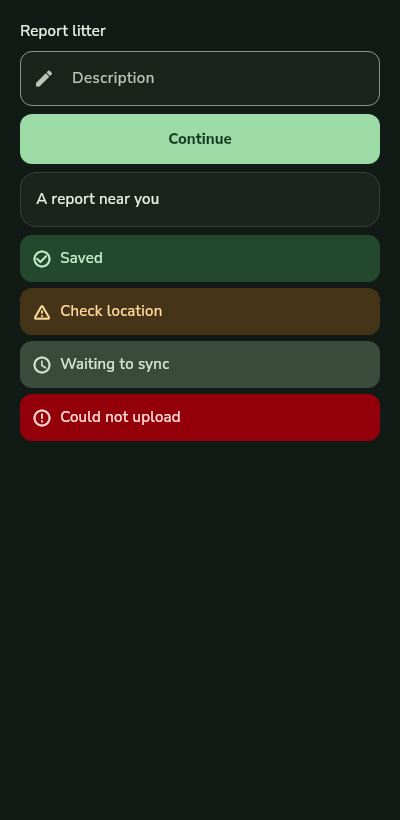 Report litter
Description
Continue
A report near you
Saved
Check location
Waiting to sync
Could not upload